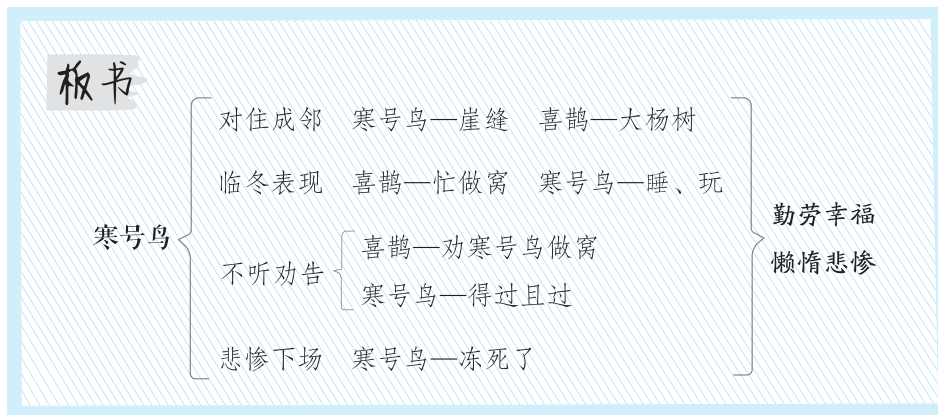 板书
对住成邻 寒号鸟—崖缝 喜鹊—大杨树
临冬表现 喜鹊—忙做窝 寒号鸟—睡、玩
寒号鸟
不听劝告
喜鹊—劝寒号鸟做窝
寒号鸟—得过且过
悲惨下场 寒号鸟—冻死了
勤劳幸福
懒惰悲惨